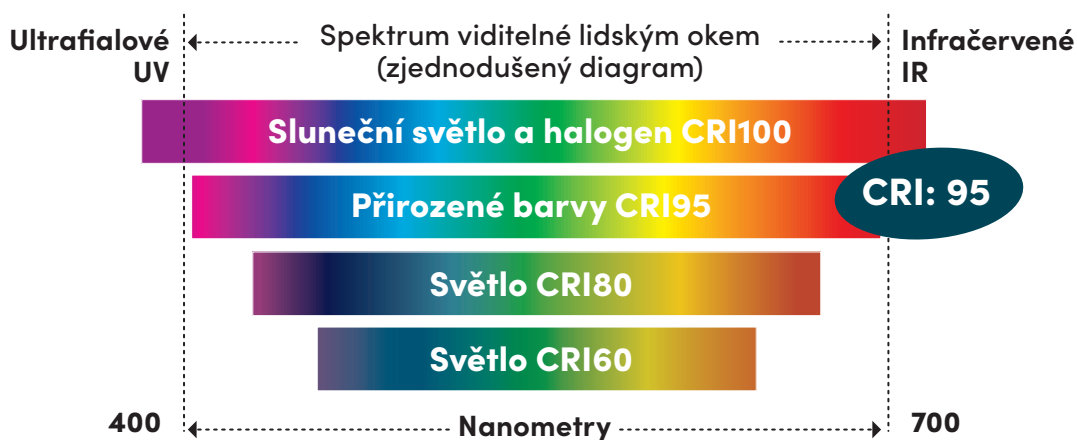 Ultrafialové
UV
Spektrum viditelné lidským okem
(zjednodušený diagram)
Infračervené
IR
Sluneční světlo a halogen CRI100
Přirozené barvy CRI95
CRI: 95
Světlo CRI80
Světlo CRI60
400
Nanometry
700